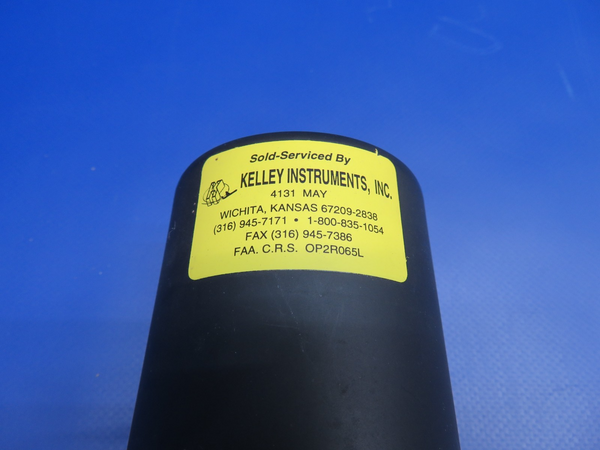 Sold-Serviced By
KELLEY INSTRUMENTS, INC.
4131 MAY
WICHITA, KANSAS 67209-2838
(316) 945-7171 • 1-800-835-1054
FAX (316) 945-7386
FAA. C.R.S. OP2R065L